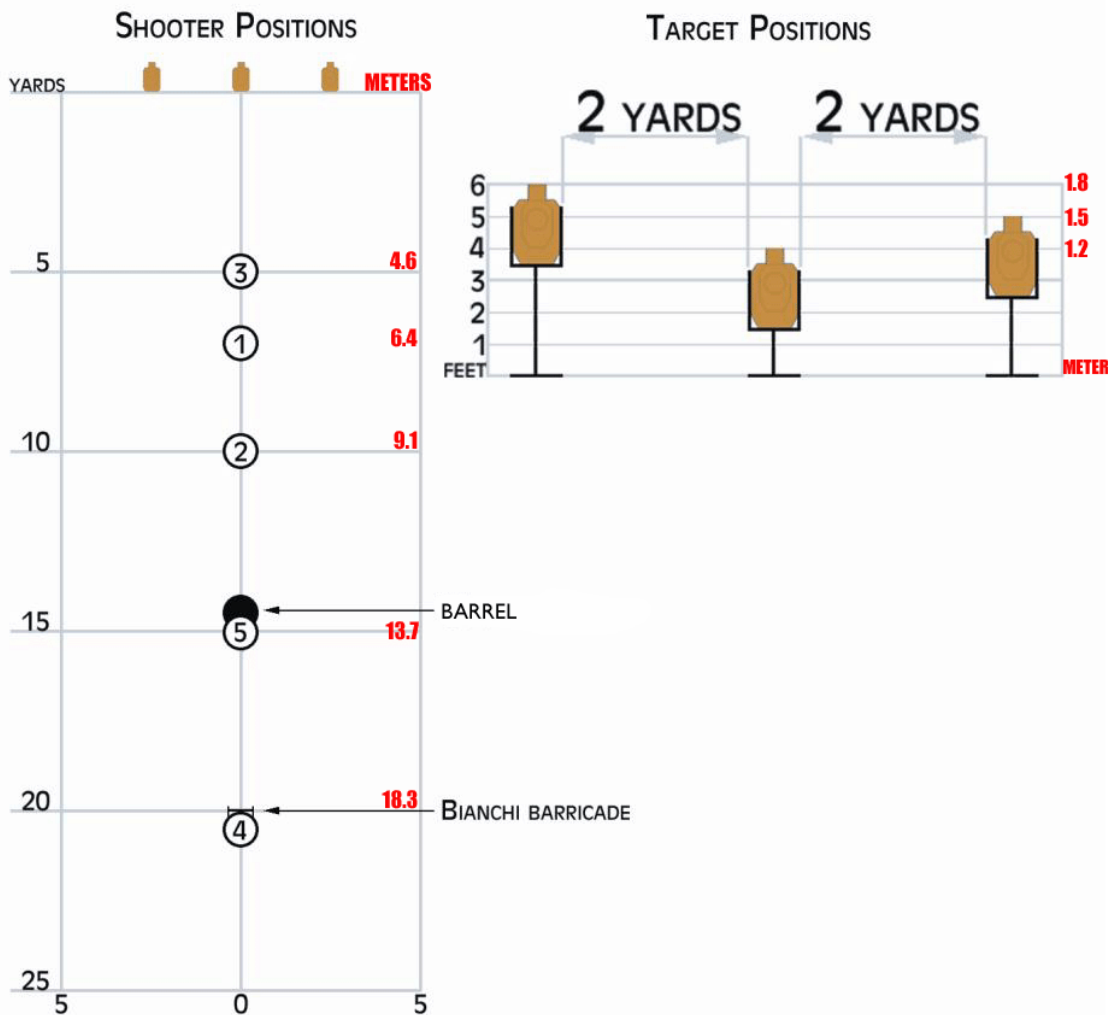 SHOOTER POSITIONS
YARDS
METERS
5
3
4.6
1
6.4
10
2
9.1
BARREL
15
5
13.7
20
18.3
BIANCHI BARRICADE
4
25
5
0
5
TARGET POSITIONS
2 YARDS
2 YARDS
6
1.8
5
1.5
4
1.2
3
2
1
FEET
METER